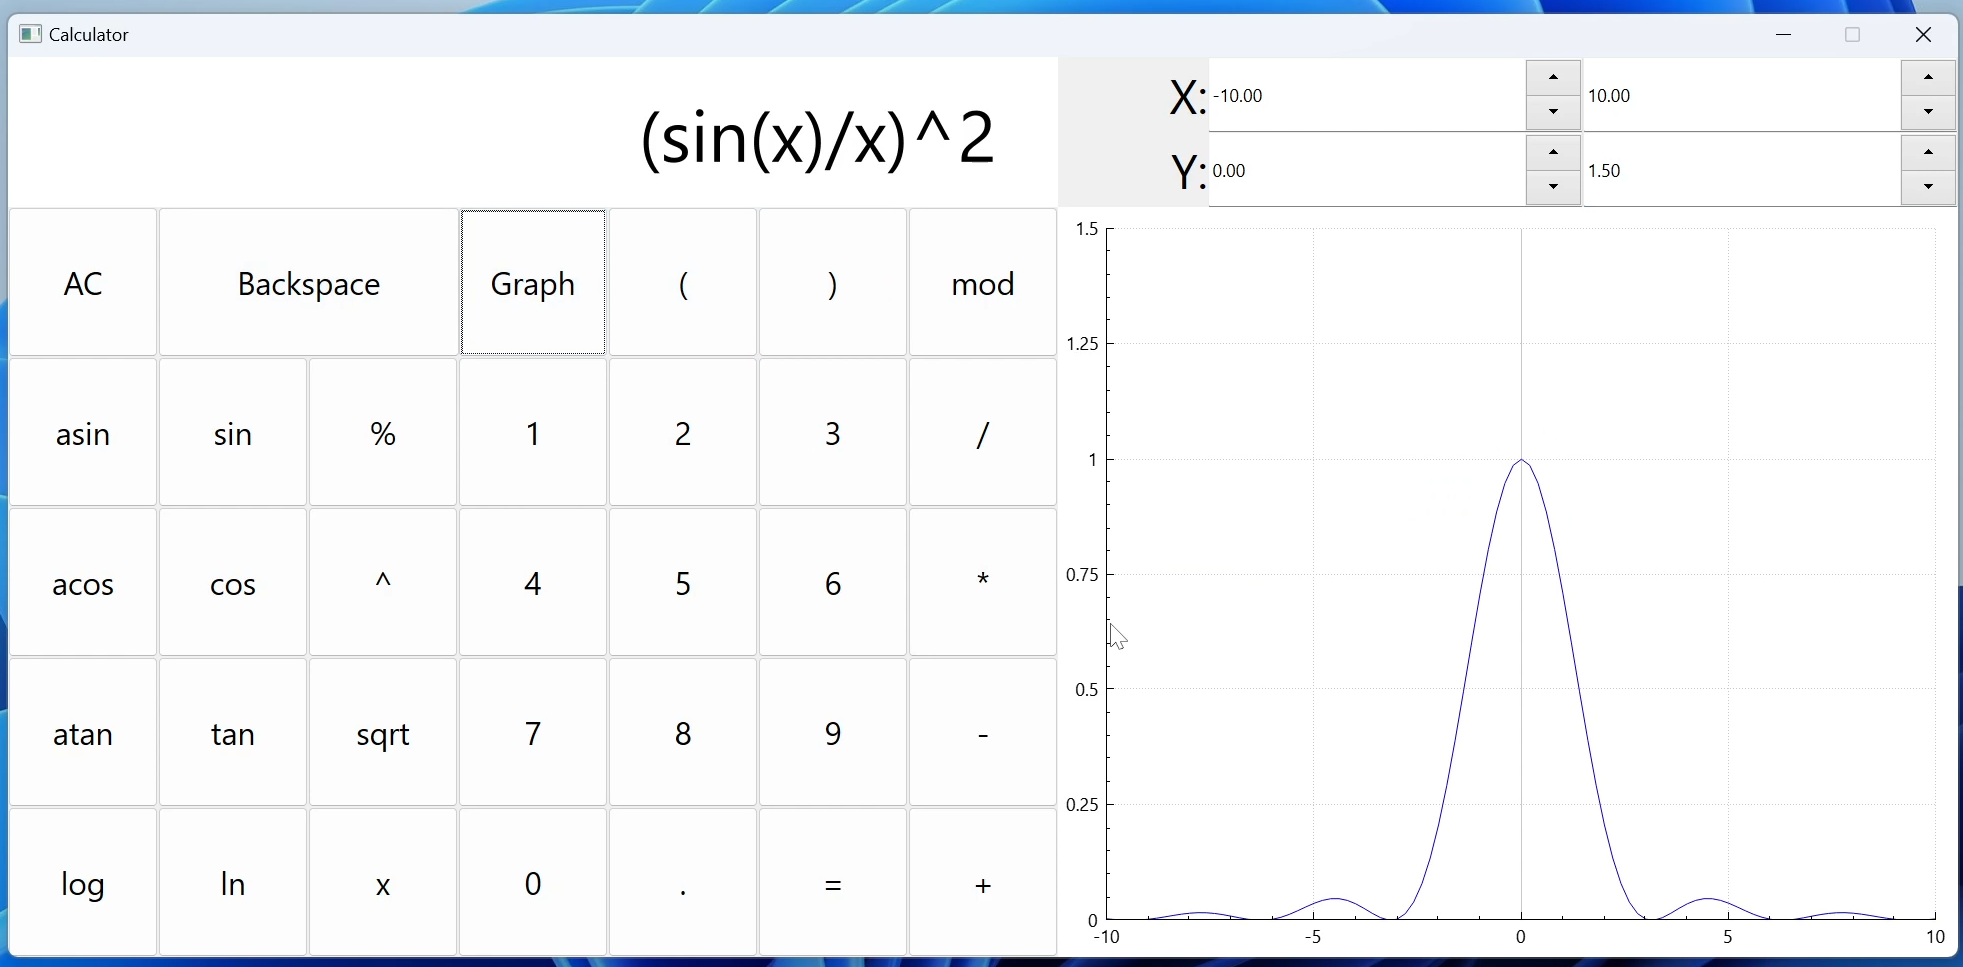 Calculator
(sin(x)/x)^2
X: -10.00 10.00
Y: 0.00 1.50
AC Backspace Graph ( ) mod
asin sin % 1 2 3 /
acos cos ^ 4 5 6 *
atan tan sqrt 7 8 9 -
log ln x 0 . = +
1.5
1.25
1
0.75
0.5
0.25
0
-10 -5 0 5 10